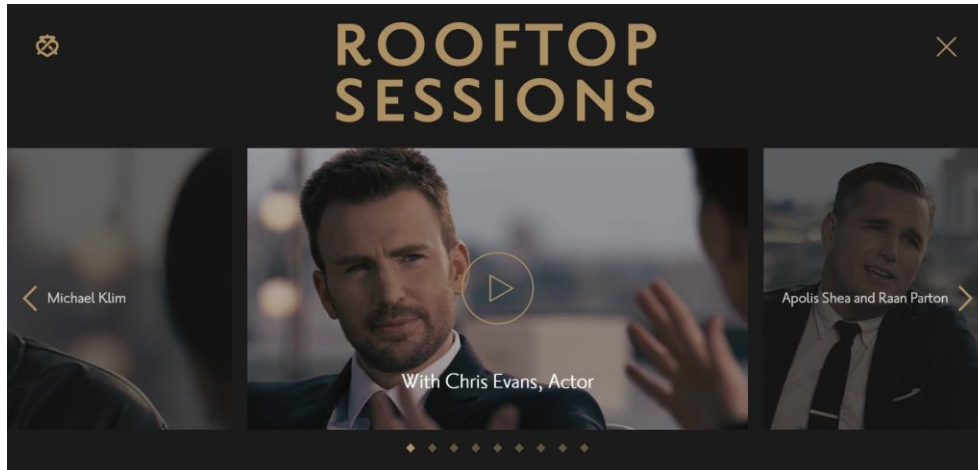 ROOFTOP
SESSIONS
Michael Klim
With Chris Evans, Actor
Apolis Shea and Raan Parton